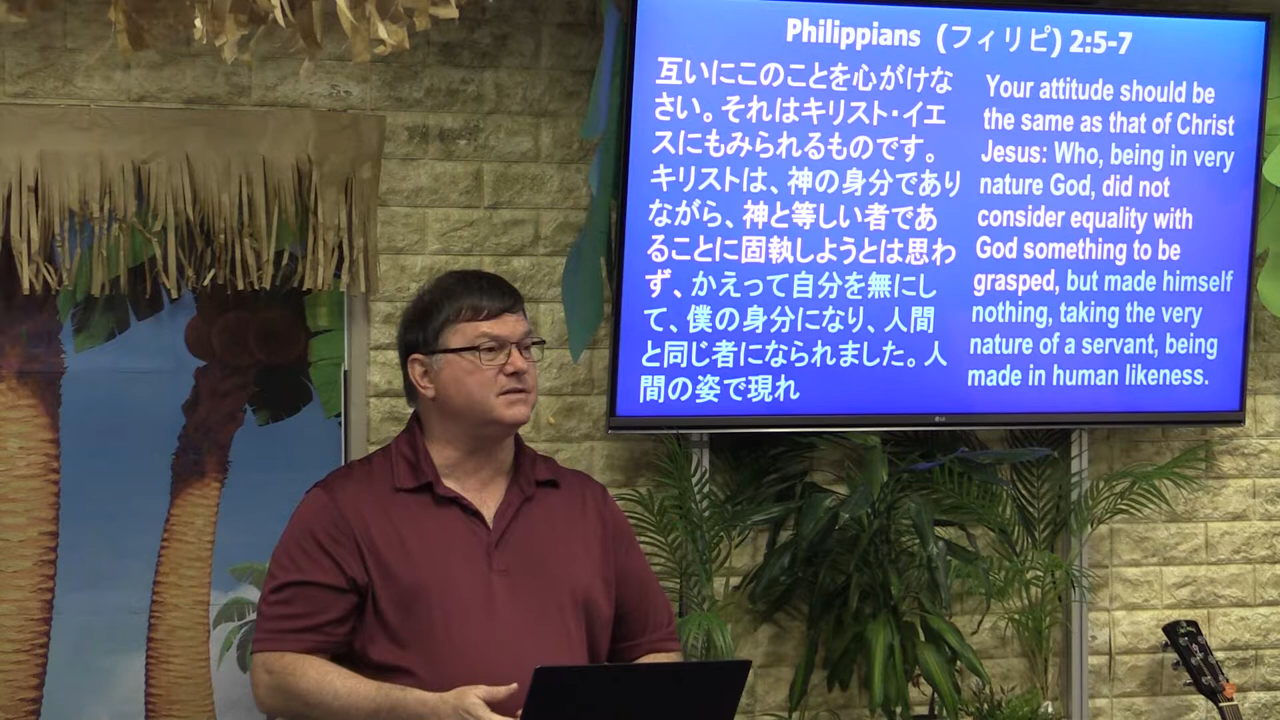 Philippians (フィリピ) 2:5-7
互いにこのことを心がけな
さい。それはキリスト・イエ
スにもみられるものです。
キリストは、神の身分であり
ながら、神と等しい者であ
ることに固執しようとは思わ
ず、かえって自分を無にし
て、僕の身分になり、人間
と同じ者になられました。人
間の姿で現れ
Your attitude should be
the same as that of Christ
Jesus: Who, being in very
nature God, did not
consider equality with
God something to be
grasped, but made himself
nothing, taking the very
nature of a servant, being
made in human likeness.
LG